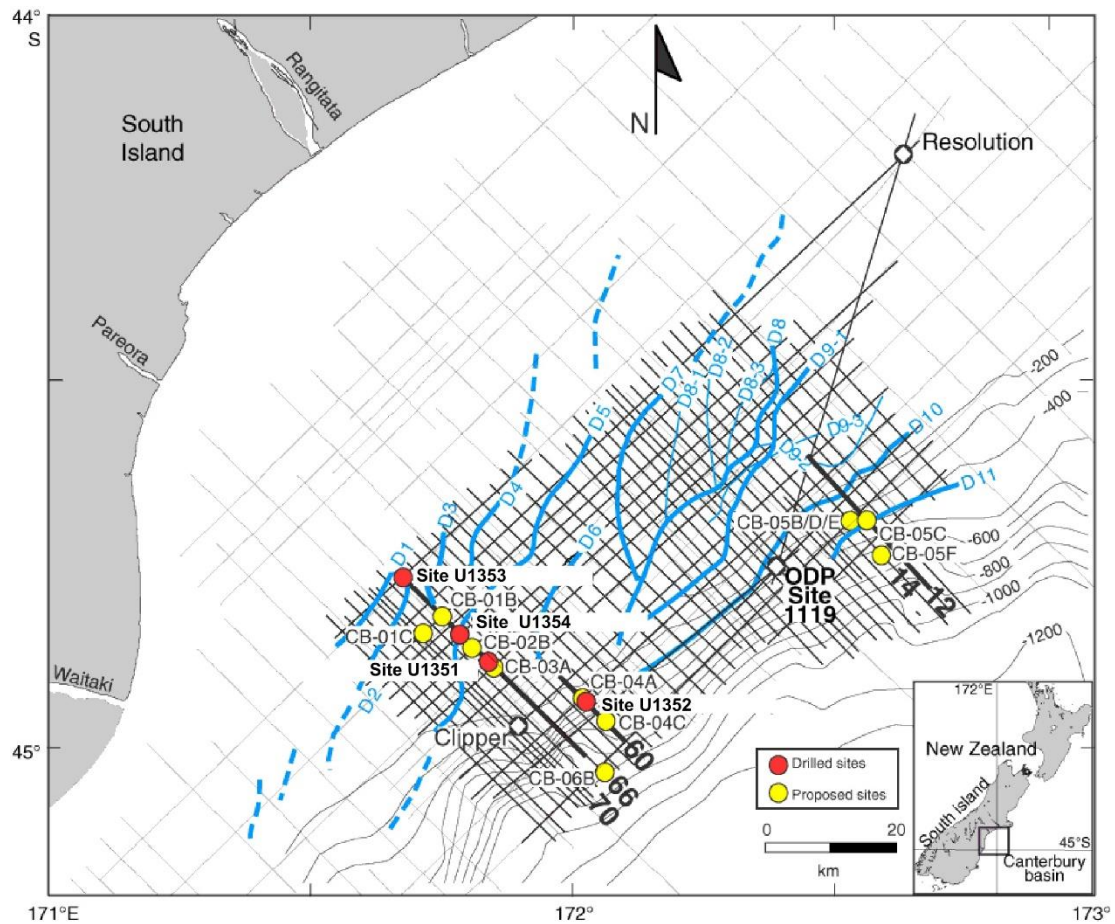 44°
S
Rangitata
South
Island
N
Resolution
Pareora
-200
-400
D8
D8-2
D9-1
D7
D8-1
D8-3
D5
D9-3
D10
D9-2
D4
D11
D3
CB-05B/D/E
CB-05C
-600
D6
CB-05F
D1
-800
Site U1353
ODP
Site
1119
14
12
-1000
CB-01B
Site U1354
CB-01C
CB-02B
-1200
Site U1351
CB-03A
Waitaki
CB-04A
D2
Site U1352
CB-04C
45°
Clipper
60
CB-06B
66
70
Drilled sites
Proposed sites
0
20
km
172°E
New Zealand
South island
45°S
Canterbury
basin
171°E
172°
173°